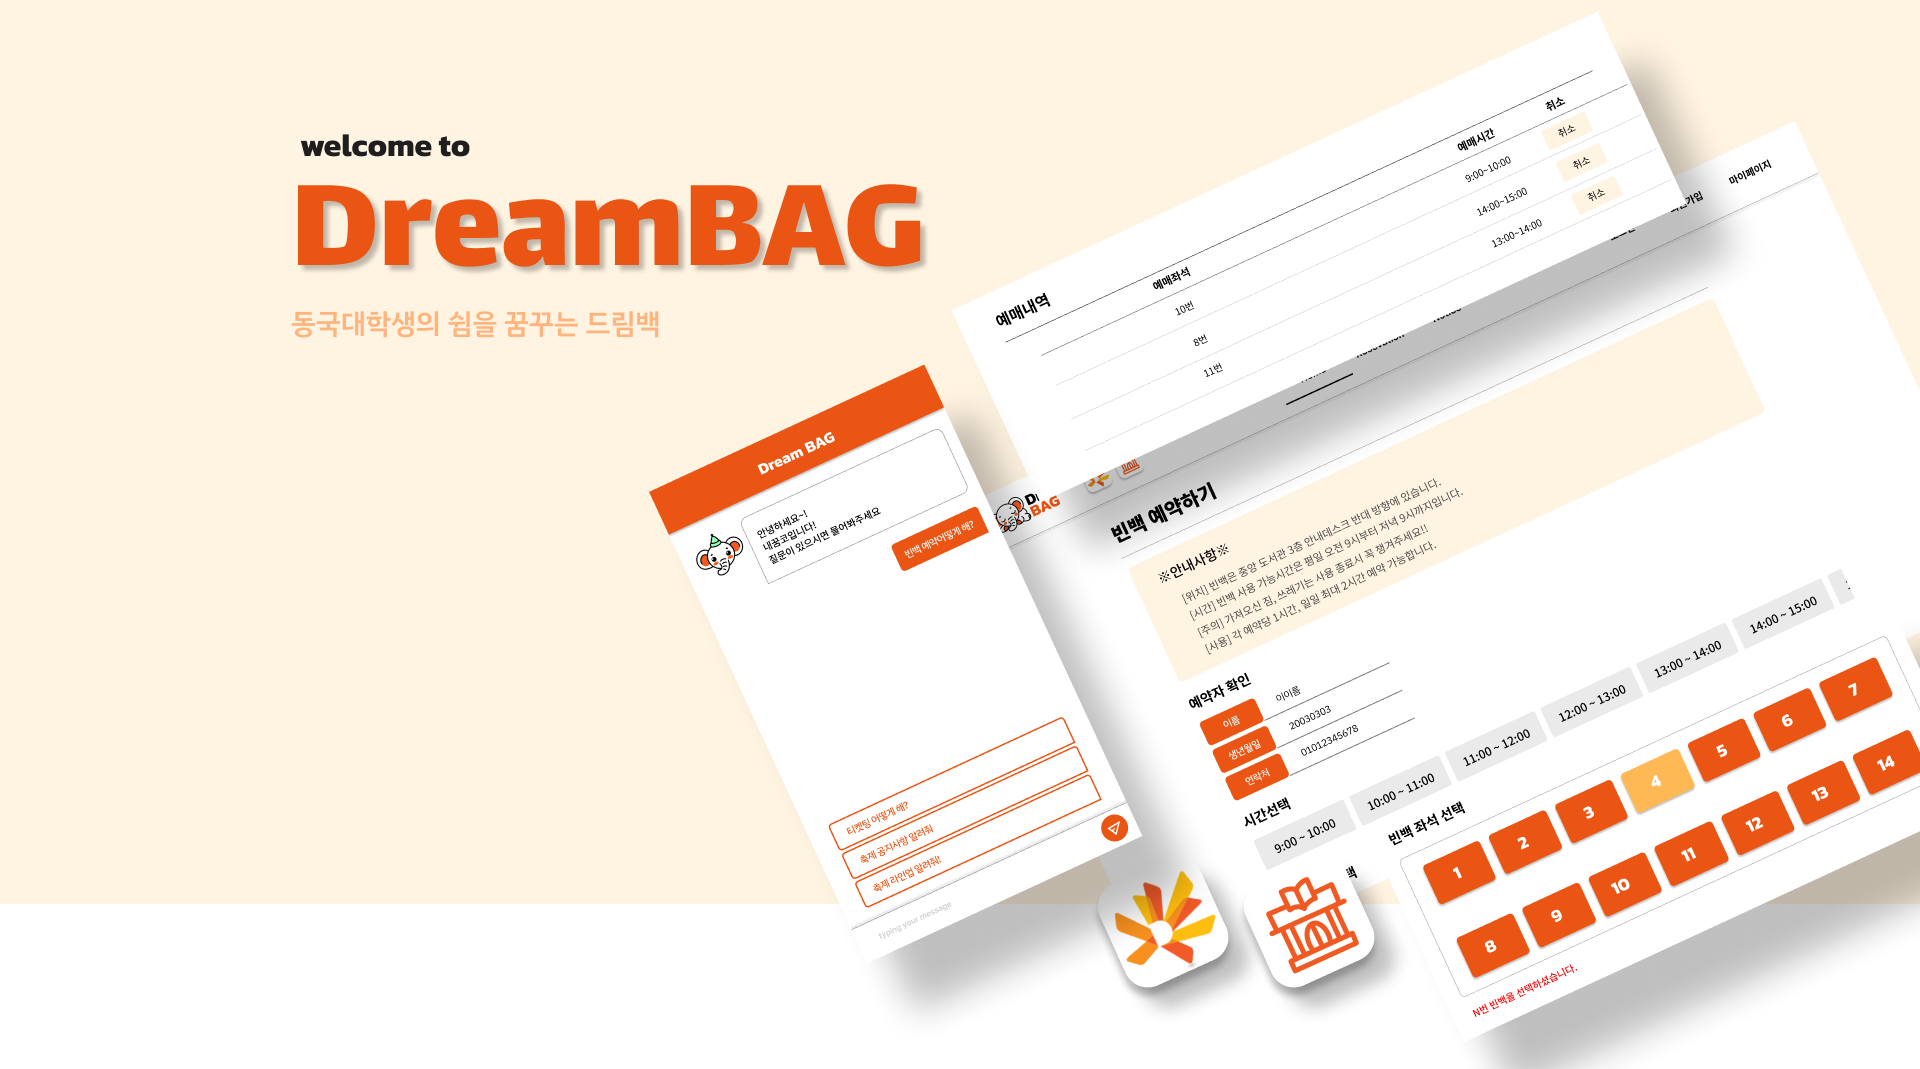 welcome to
DreamBAG
동국대학생의 쉼을 꿈꾸는 드림백
예매내역
예매좌석
예매시간
취소
10번
9:00~10:00
취소
8번
14:00~15:00
취소
11번
13:00~14:00
취소
마이페이지
BAG
Dream BAG
안녕하세요~!
내꿈코입니다!
질문이 있으시면 물어봐주세요
빈백 예약어떻게 해?
티켓팅 어떻게 해?
축제 공지사항 알려줘
축제 라인업 알려줘!
typing your message
빈백 예약하기
※안내사항※
[위치] 빈백은 중앙 도서관 3층 안내데스크 반대 방향에 있습니다.
[시간] 빈백 사용 가능시간은 평일 오전 9시부터 저녁 9시까지입니다.
[주의] 가져오신 짐, 쓰레기는 사용 종료시 꼭 챙겨주세요!!
[사용] 각 예약당 1시간, 일일 최대 2시간 예약 가능합니다.
예약자 확인
이름
이이름
생년월일
20030303
연락처
01012345678
시간선택
9:00 ~ 10:00
10:00 ~ 11:00
11:00 ~ 12:00
12:00 ~ 13:00
13:00 ~ 14:00
14:00 ~ 15:00
빈백 좌석 선택
1 2 3 4 5 6 7
8 9 10 11 12 13 14
N번 빈백을 선택하셨습니다.